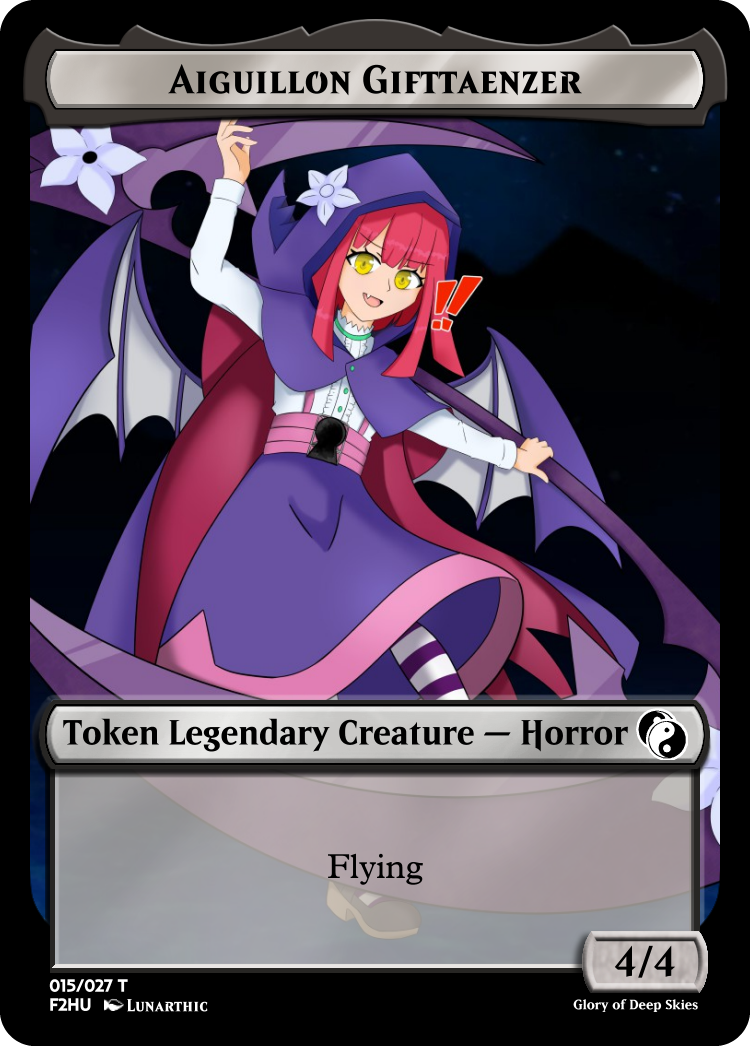 Aiguillon Gifttaenzer
!!
Token Legendary Creature — Horror
Flying
4/4
015/027 T
F2HU Lunarthic
Glory of Deep Skies